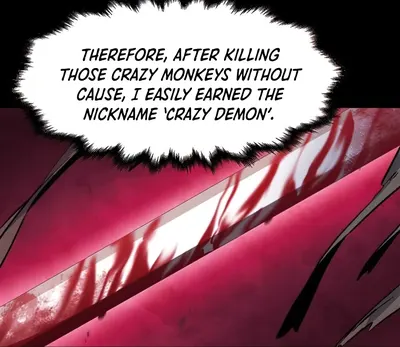 THEREFORE, AFTER KILLING
THOSE CRAZY MONKEYS WITHOUT
CAUSE, I EASILY EARNED THE
NICKNAME ‘CRAZY DEMON’.